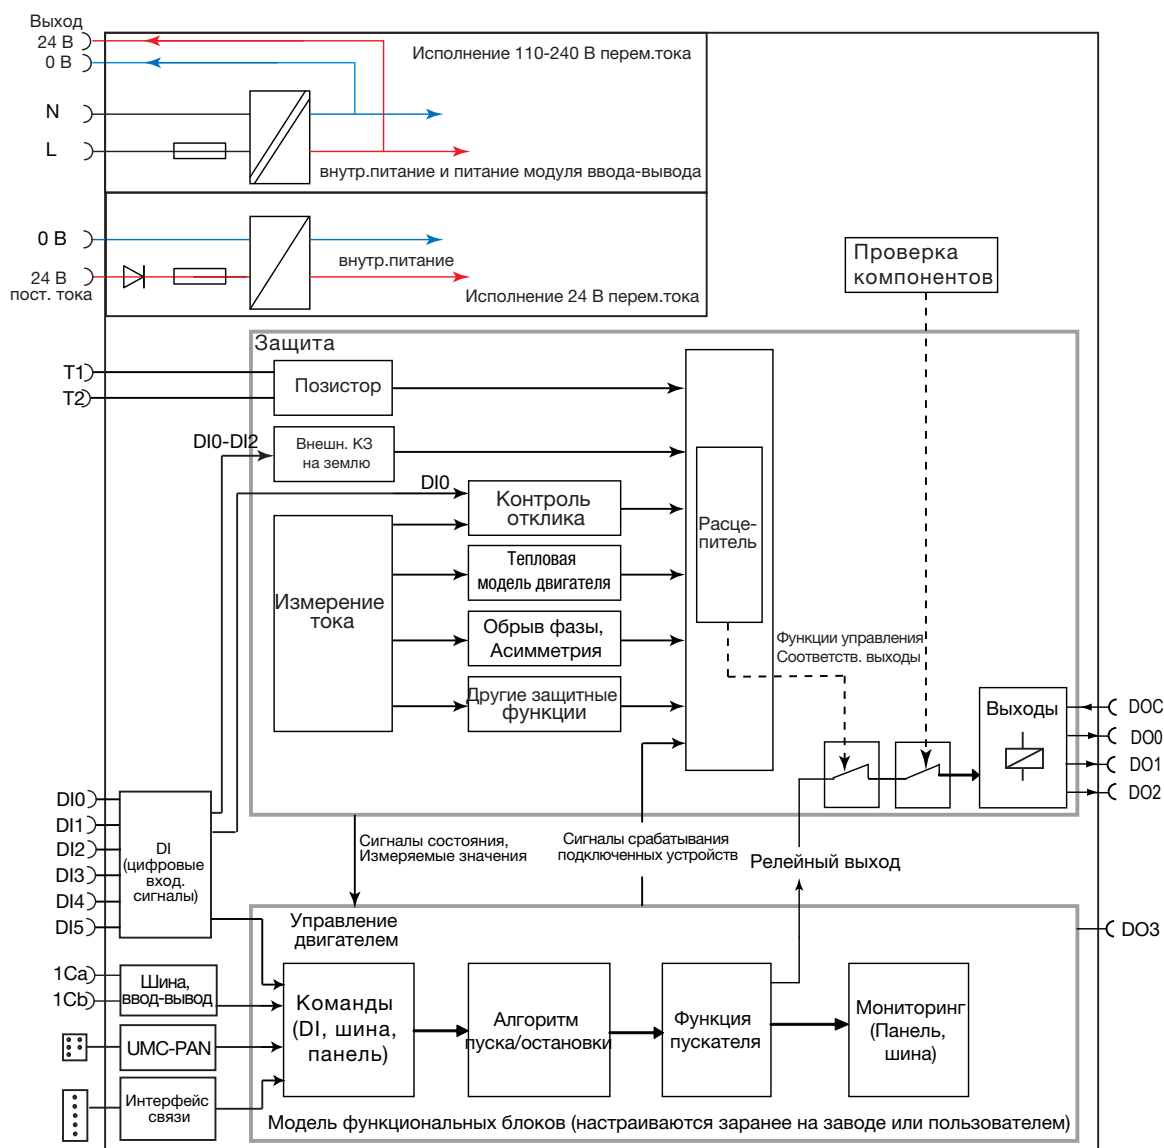 Выход
24 В
0 В
Исполнение 110-240 В перем.тока
N
L
внутр.питание и питание модуля ввода-вывода
0 В
24 В
пост. тока
внутр.питание
Исполнение 24 В перем.тока
Проверка
компонентов
Защита
T1
T2
Позистор
DI0-DI2
Внешн. КЗ
на землю
DI0
Контроль
отклика
Расце-
питель
Тепловая
модель двигателя
Измерение
тока
Обрыв фазы,
Асимметрия
Функции управления
Соответств. выходы
Другие защитные
функции
Выходы
DOC
DO0
DO1
DO2
DI0
DI1
DI2
DI3
DI4
DI5
DI
(цифровые
вход.
сигналы)
Сигналы состояния,
Измеряемые значения
Сигналы срабатывания
подключенных устройств
Релейный выход
Управление
двигателем
DO3
1Ca
1Cb
Шина,
ввод-вывод
Команды
(DI, шина,
панель)
Алгоритм
пуска/остановки
Функция
пускателя
Мониторинг
(Панель,
шина)
UMC-PAN
Интерфейс
связи
Модель функциональных блоков (настраиваются заранее на заводе или пользователем)